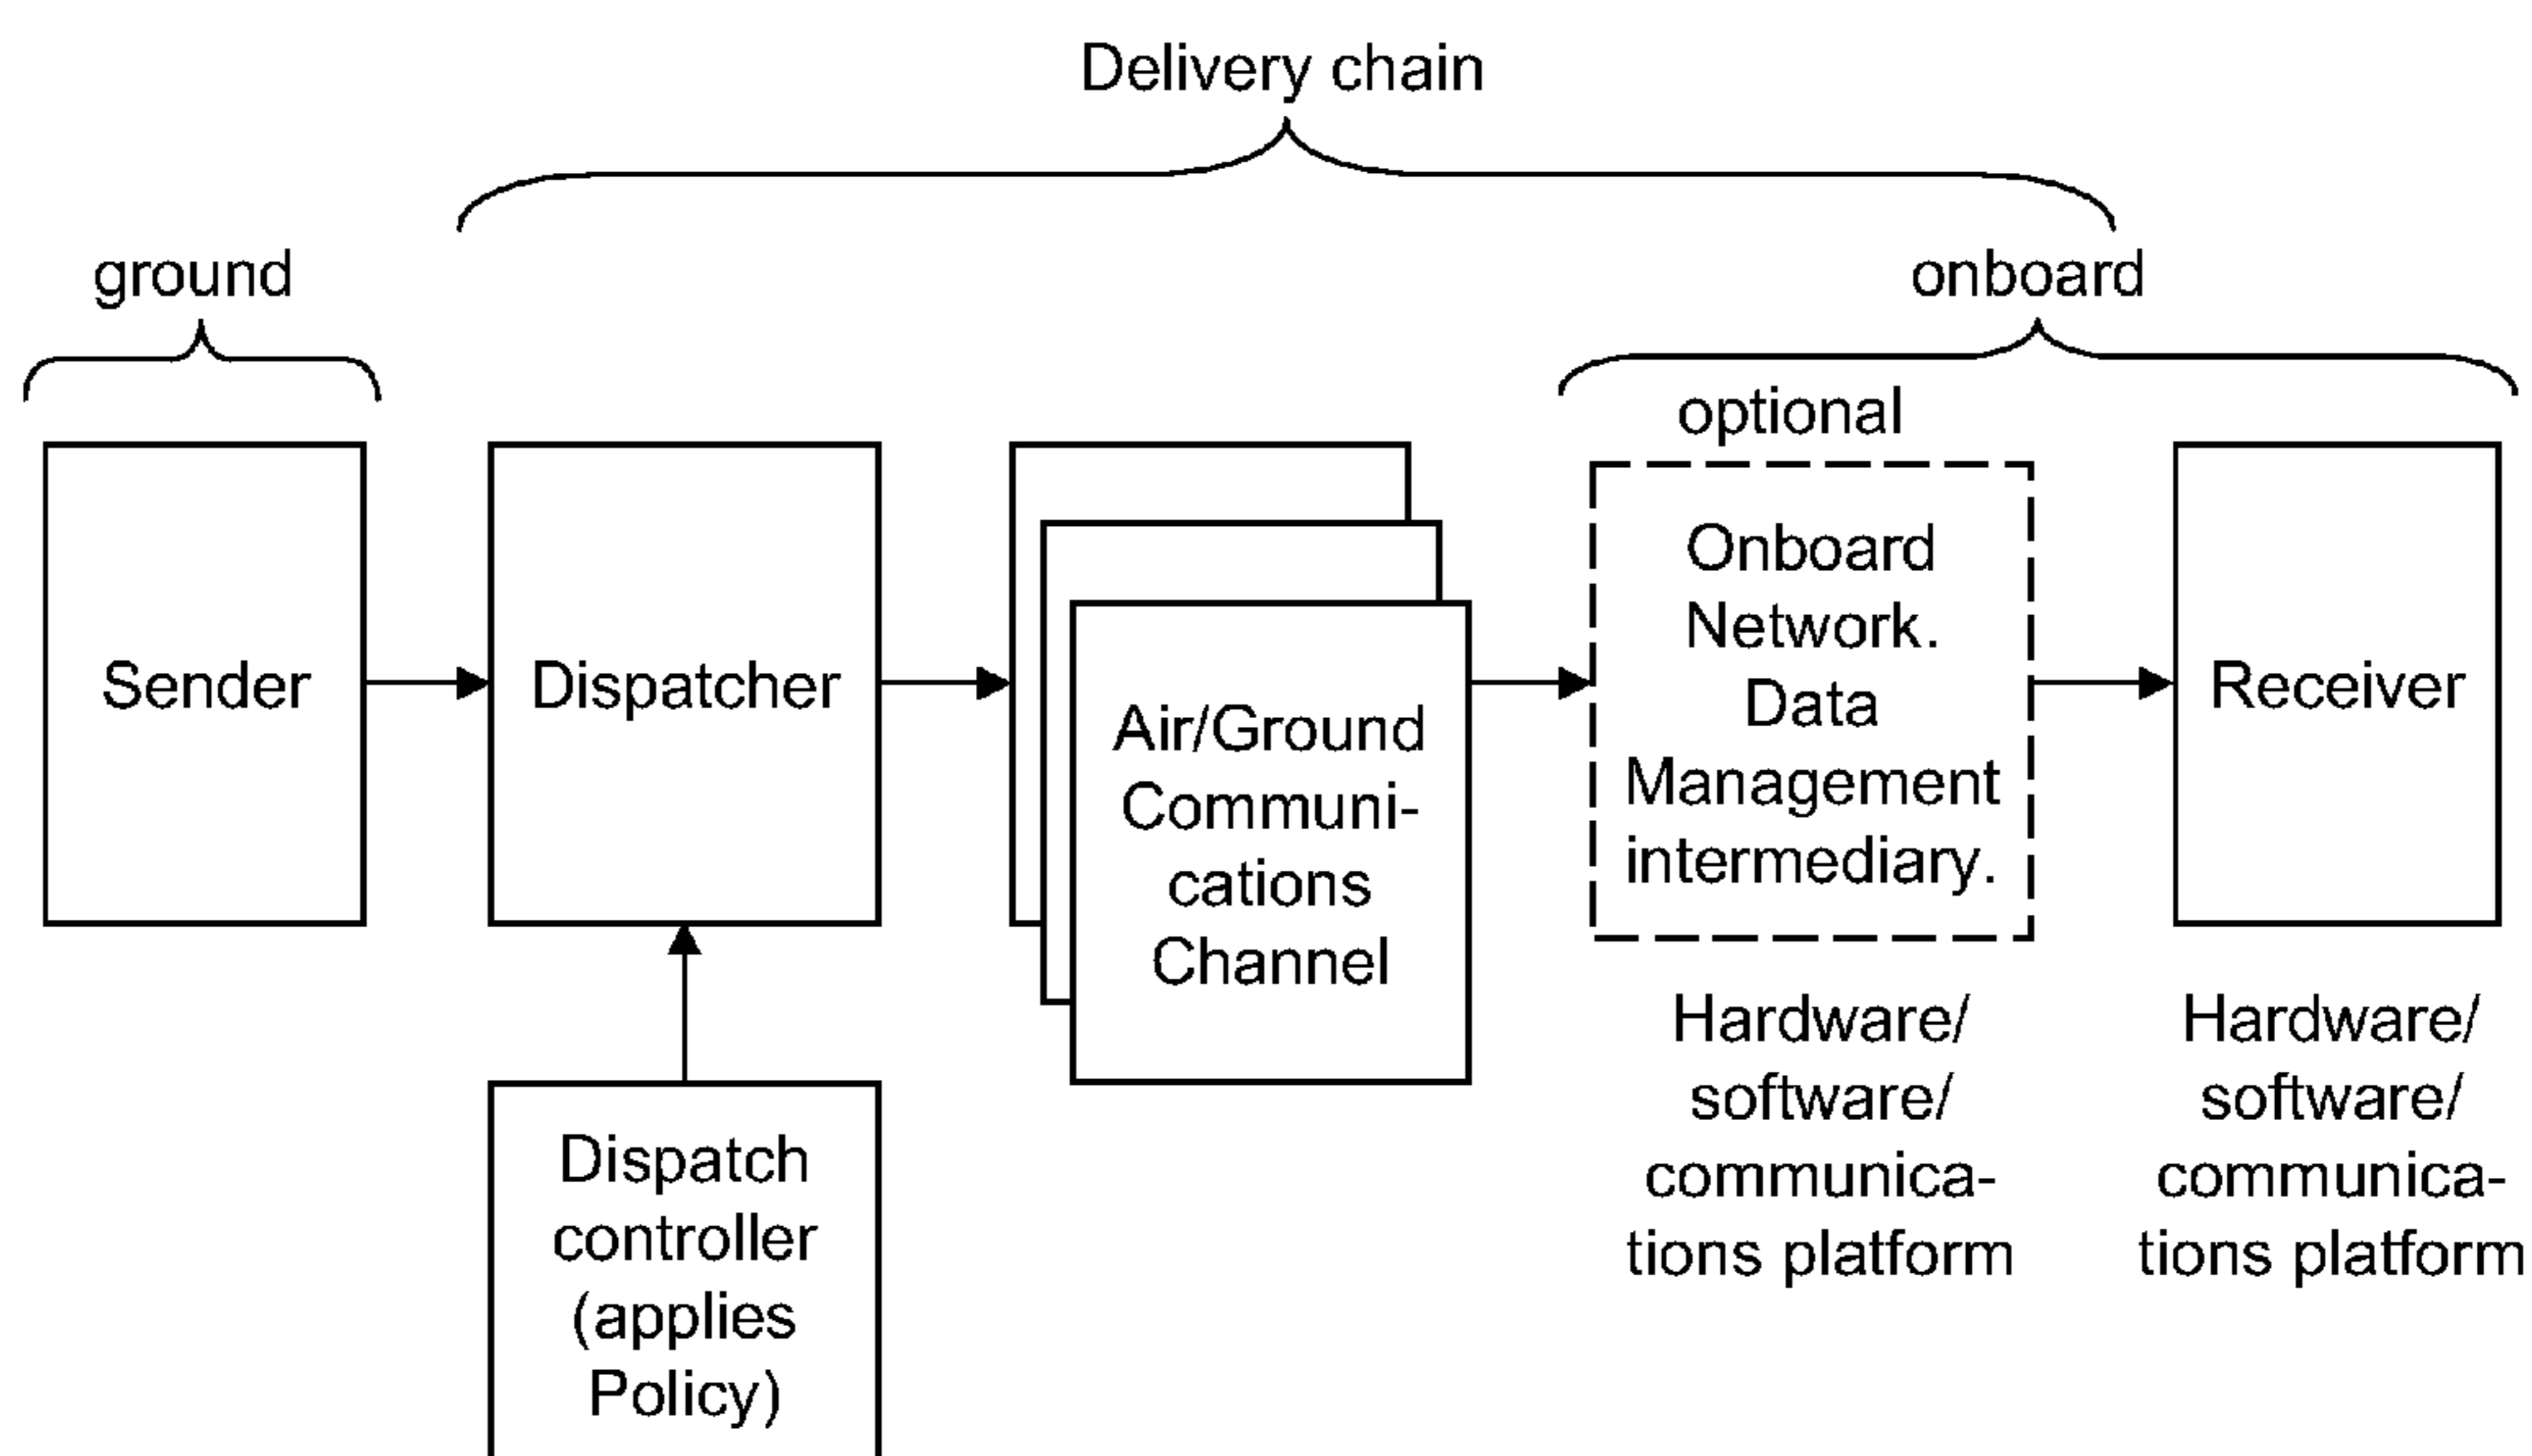 Delivery chain
ground
onboard
optional
Sender
Dispatcher
Air/Ground
Communi-
cations
Channel
Onboard
Network.
Data
Management
intermediary.
Receiver
Hardware/
software/
communica-
tions platform
Hardware/
software/
communica-
tions platform
Dispatch
controller
(applies
Policy)